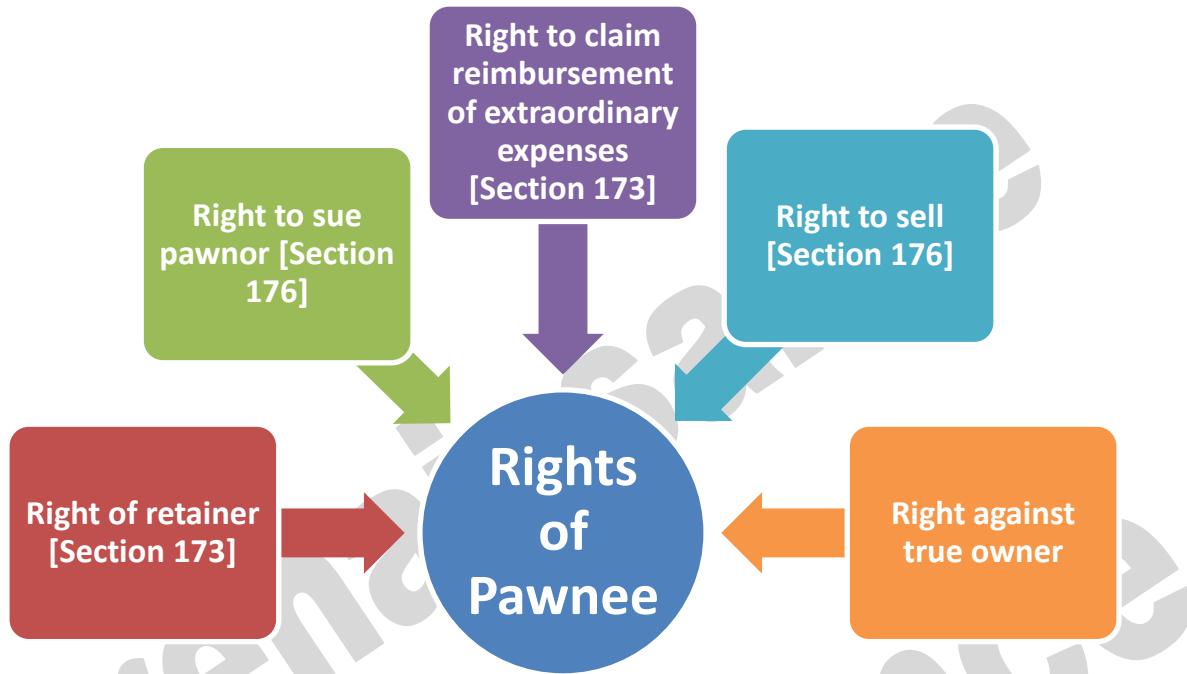 Right to claim
reimbursement
of extraordinary
expenses
[Section 173]
Right to sue
pawnor [Section
176]
Right to sell
[Section 176]
Right of retainer
[Section 173]
Rights
of
Pawnee
Right against
true owner